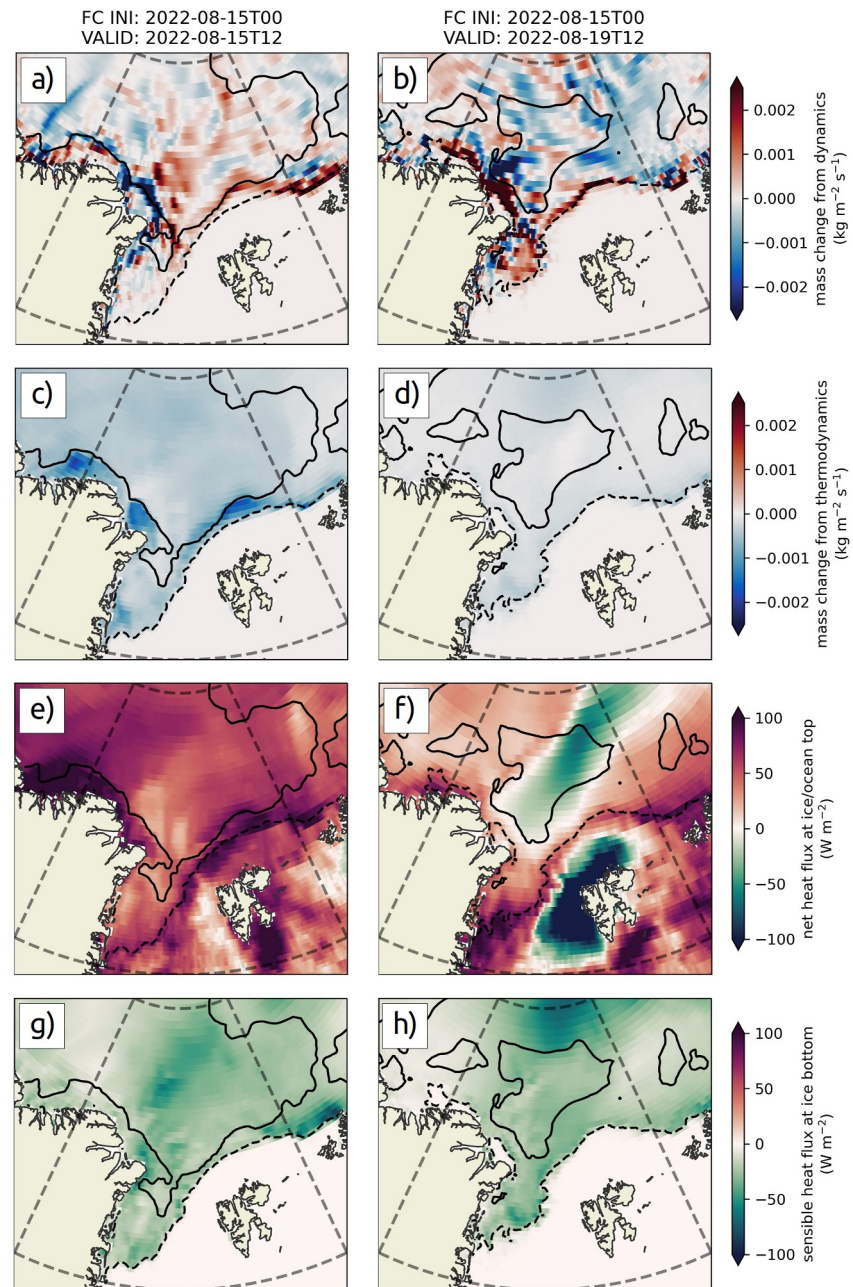 FC INI: 2022-08-15T00
VALID: 2022-08-15T12
FC INI: 2022-08-15T00
VALID: 2022-08-19T12
a)
b)
0.002
0.001
0.000
−0.001
−0.002
mass change from dynamics
(kg m⁻² s⁻¹)
c)
d)
0.002
0.001
0.000
−0.001
−0.002
mass change from thermodynamics
(kg m⁻² s⁻¹)
e)
f)
100
50
0
−50
−100
net heat flux at ice/ocean top
(W m⁻²)
g)
h)
100
50
0
−50
−100
sensible heat flux at ice bottom
(W m⁻²)